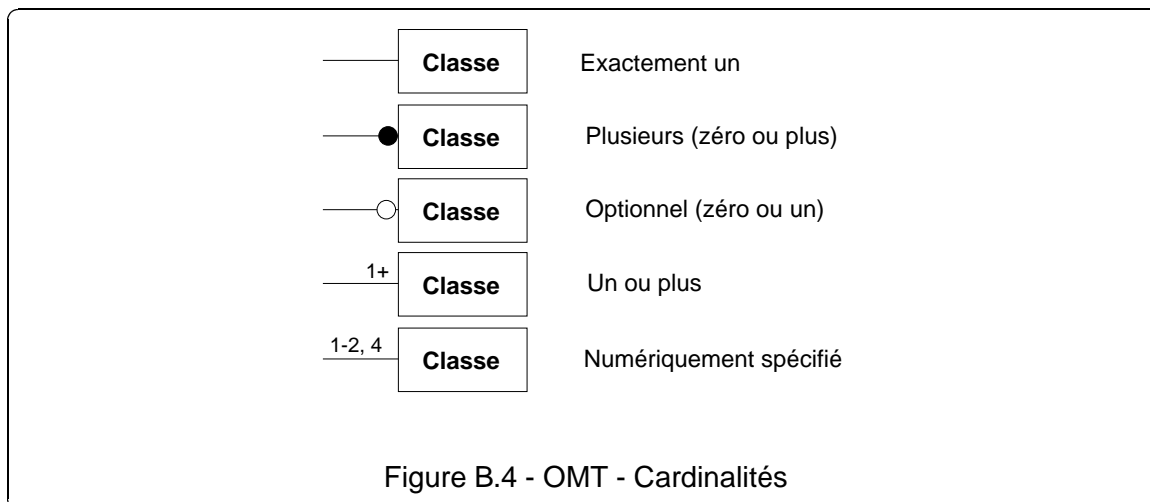 Classe Exactement un
Classe Plusieurs (zéro ou plus)
Classe Optionnel (zéro ou un)
1+ Classe Un ou plus
1-2, 4 Classe Numériquement spécifié
Figure B.4 - OMT - Cardinalités